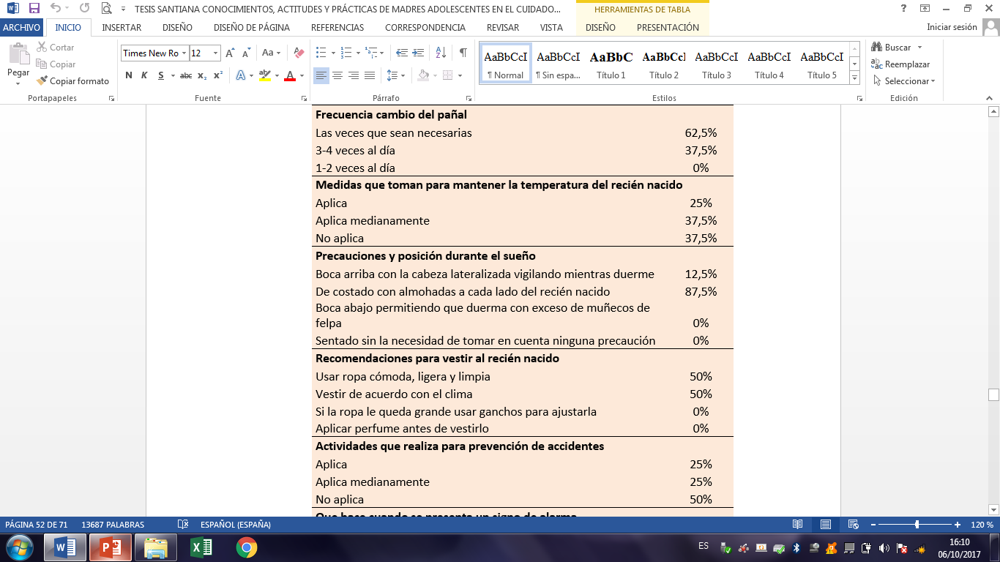 TESIS SANTIANA CONOCIMIENTOS, ACTITUDES Y PRÁCTICAS DE MADRES ADOLESCENTES EN EL CUIDADO...
HERRAMIENTAS DE TABLA
?
ARCHIVO INICIO INSERTAR DISEÑO DISEÑO DE PÁGINA REFERENCIAS CORRESPONDENCIA REVISAR VISTA DISEÑO PRESENTACIÓN Iniciar sesión
Pegar
Cortar
Copiar
Copiar formato
Portapapeles
Times New Ro 12
N K S abc x₂ x²
Fuente
Párrafo
AaBbCcI AaBbCcI AaBbC AaBbCcI AaBbCcI AaBbCcI AaBbCcI
¶ Normal ¶ Sin espa... Título 1 Título 2 Título 3 Título 4 Título 5
Estilos
Buscar
Reemplazar
Seleccionar
Edición
Frecuencia cambio del pañal
Las veces que sean necesarias 62,5%
3-4 veces al día 37,5%
1-2 veces al día 0%
Medidas que toman para mantener la temperatura del recién nacido
Aplica 25%
Aplica medianamente 37,5%
No aplica 37,5%
Precauciones y posición durante el sueño
Boca arriba con la cabeza lateralizada vigilando mientras duerme 12,5%
De costado con almohadas a cada lado del recién nacido 87,5%
Boca abajo permitiendo que duerma con exceso de muñecos de
felpa 0%
Sentado sin la necesidad de tomar en cuenta ninguna precaución 0%
Recomendaciones para vestir al recién nacido
Usar ropa cómoda, ligera y limpia 50%
Vestir de acuerdo con el clima 50%
Si la ropa le queda grande usar ganchos para ajustarla 0%
Aplicar perfume antes de vestirlo 0%
Actividades que realiza para prevención de accidentes
Aplica 25%
Aplica medianamente 25%
No aplica 50%
Que hace cuando se presenta un signo de alarma
PÁGINA 52 DE 71 13687 PALABRAS ESPAÑOL (ESPAÑA) 120 %
ES
16:10
06/10/2017